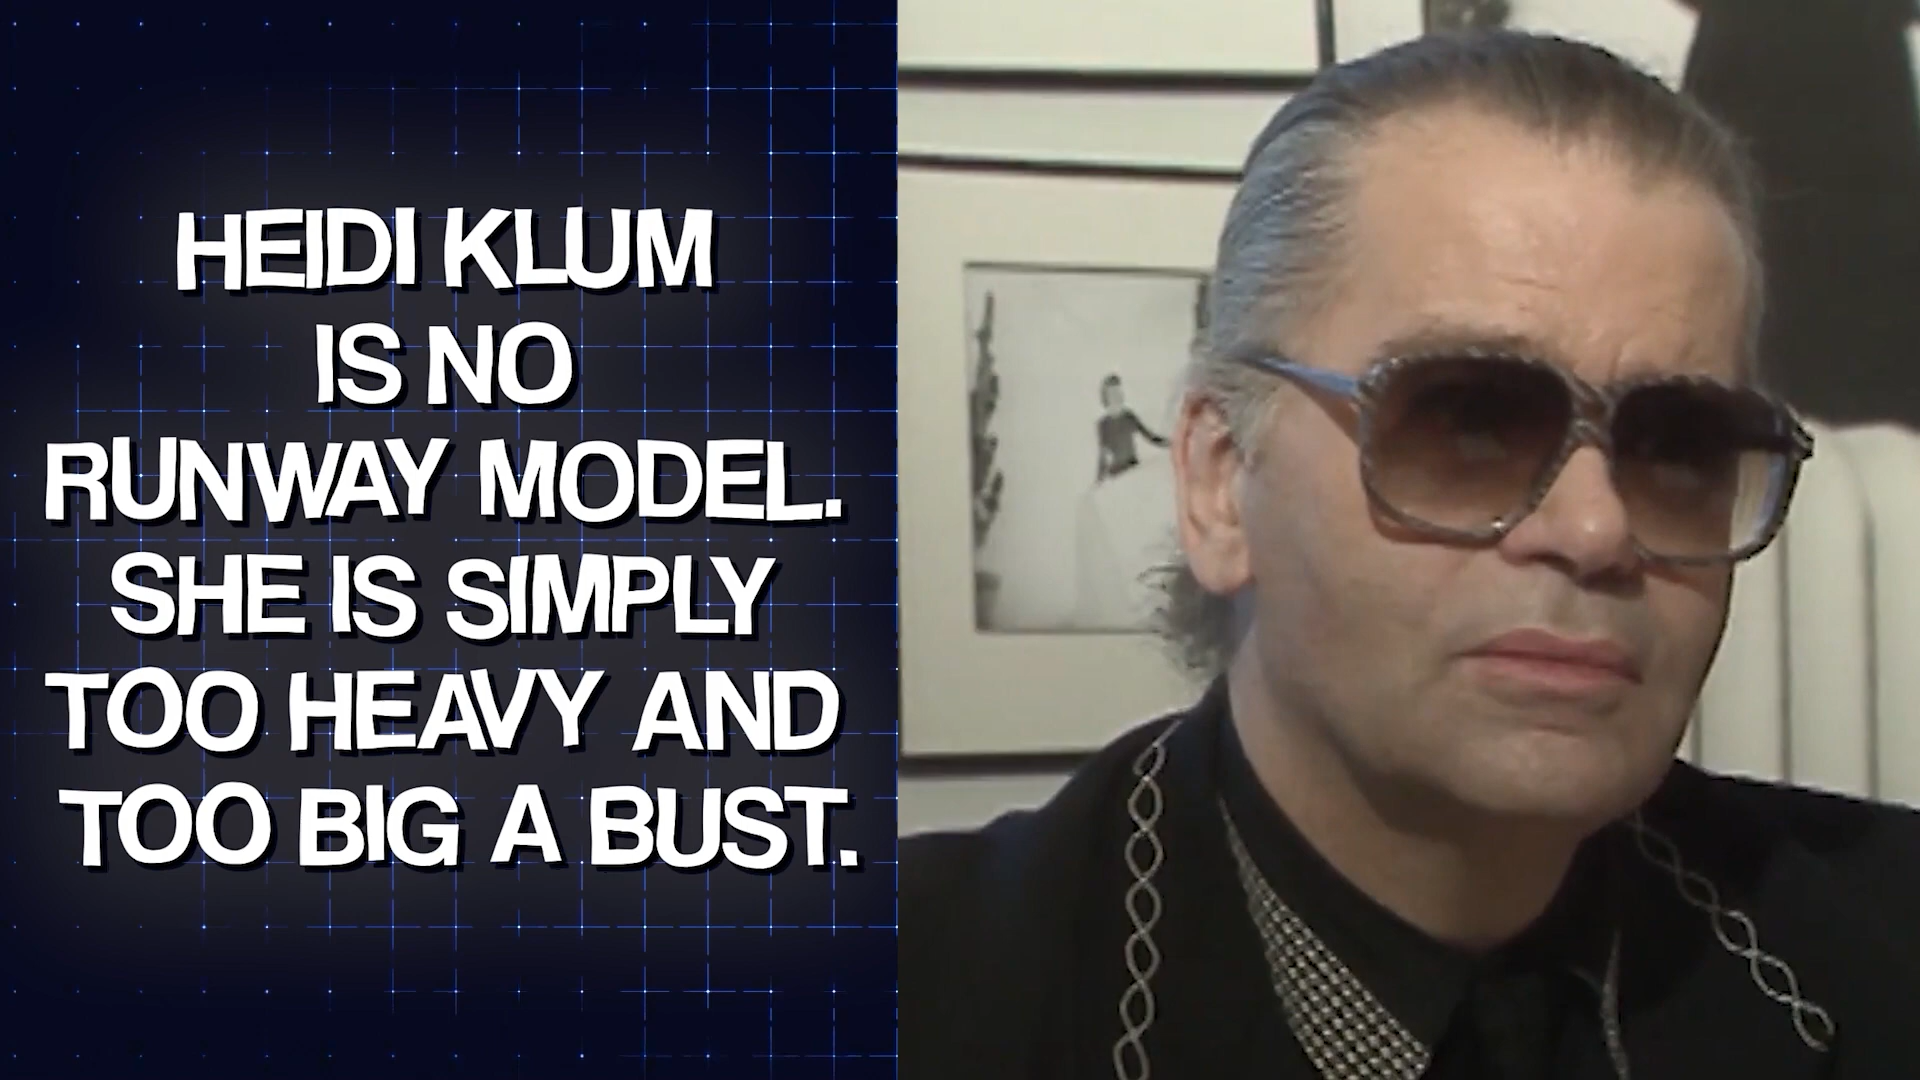 HEIDI KLUM
IS NO
RUNWAY MODEL.
SHE IS SIMPLY
TOO HEAVY AND
TOO BIG A BUST.